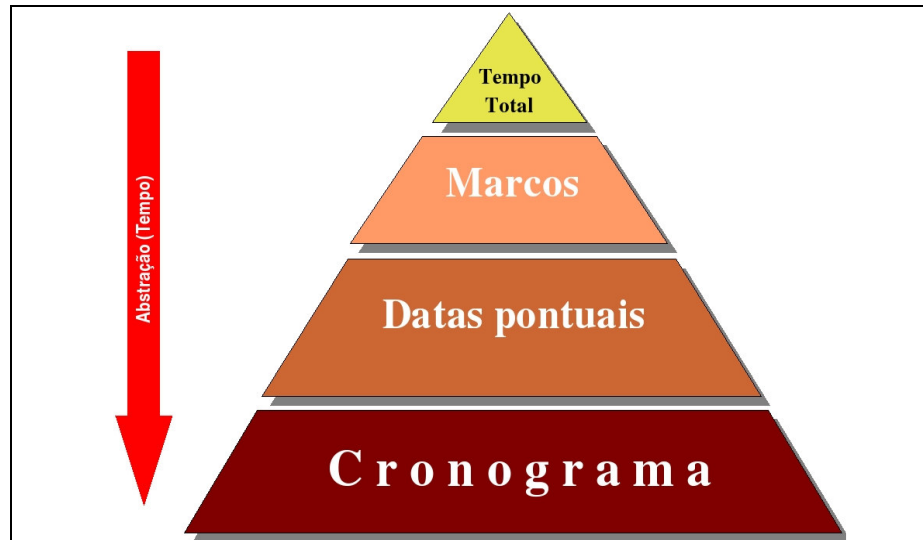 Tempo
Total
Marcos
Datas pontuais
Cronograma
Abstração (Tempo)